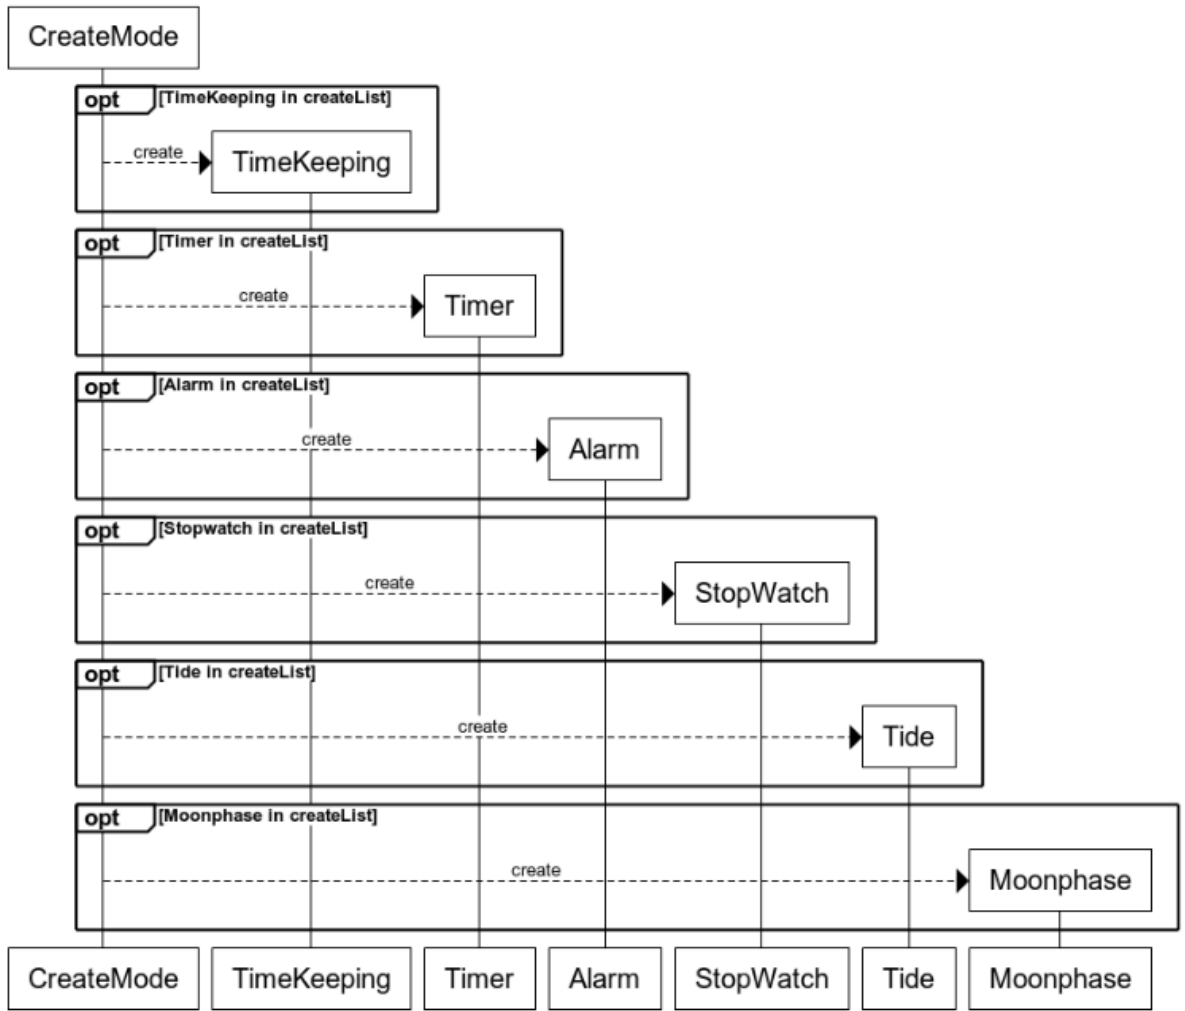 CreateMode
opt [TimeKeeping in createList]
create
TimeKeeping
opt [Timer in createList]
create
Timer
opt [Alarm in createList]
create
Alarm
opt [Stopwatch in createList]
create
StopWatch
opt [Tide in createList]
create
Tide
opt [Moonphase in createList]
create
Moonphase
CreateMode TimeKeeping Timer Alarm StopWatch Tide Moonphase